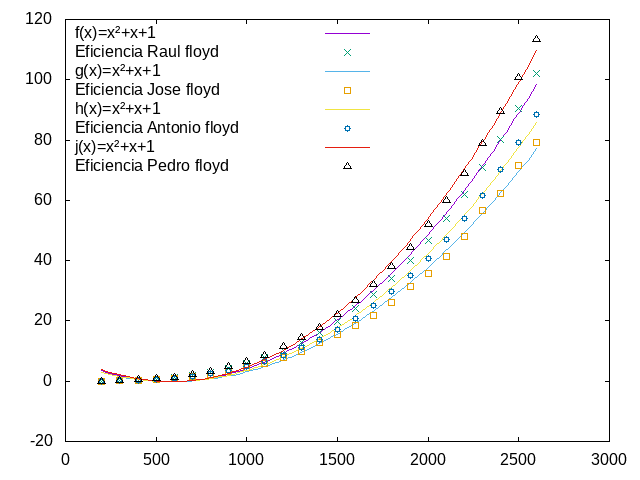 120
100
80
60
40
20
0
-20
0 500 1000 1500 2000 2500 3000
f(x)=x²+x+1
Eficiencia Raul floyd
g(x)=x²+x+1
Eficiencia Jose floyd
h(x)=x²+x+1
Eficiencia Antonio floyd
j(x)=x²+x+1
Eficiencia Pedro floyd